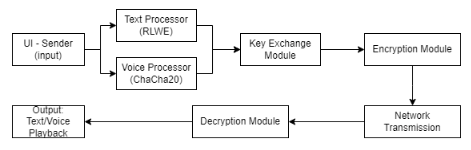 UI - Sender
(input)
Text Processor
(RLWE)
Voice Processor
(ChaCha20)
Key Exchange
Module
Encryption Module
Network
Transmission
Decryption Module
Output:
Text/Voice
Playback